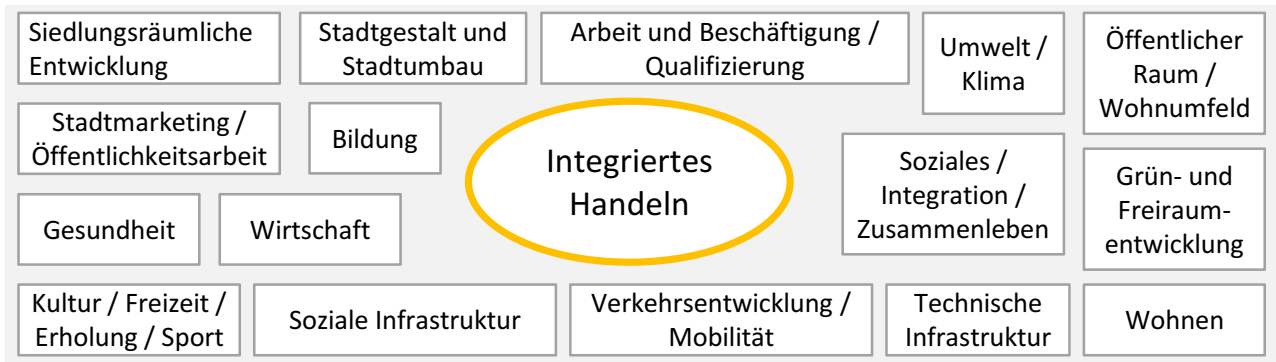 Siedlungsräumliche
Entwicklung
Stadtgestalt und
Stadtumbau
Arbeit und Beschäftigung /
Qualifizierung
Umwelt /
Klima
Öffentlicher
Raum /
Wohnumfeld
Stadtmarketing /
Öffentlichkeitsarbeit
Bildung
Integriertes
Handeln
Soziales /
Integration /
Zusammenleben
Grün- und
Freiraum-
entwicklung
Gesundheit
Wirtschaft
Kultur / Freizeit /
Erholung / Sport
Soziale Infrastruktur
Verkehrsentwicklung /
Mobilität
Technische
Infrastruktur
Wohnen